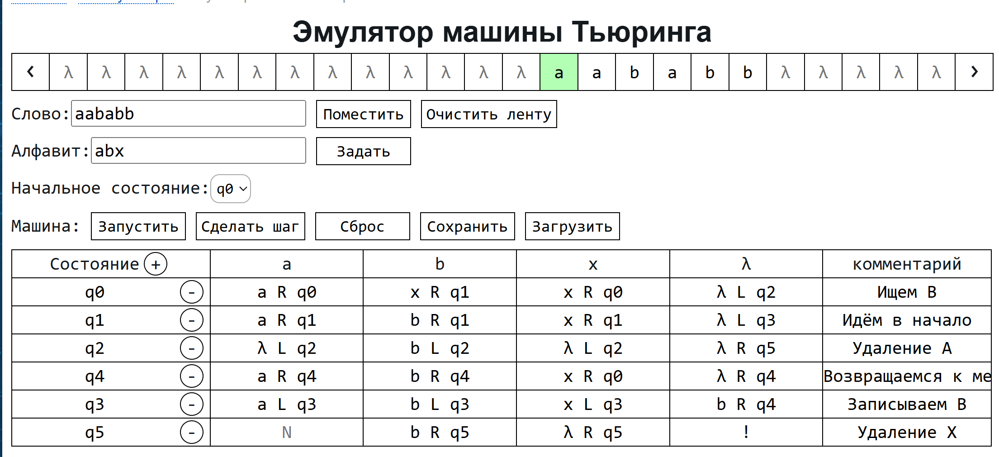 Эмулятор машины Тьюринга
‹ λ λ λ λ λ λ λ λ λ λ λ λ λ a a b a b b λ λ λ λ λ ›
Слово: aababb Поместить Очистить ленту
Алфавит: abx Задать
Начальное состояние: q0
Машина: Запустить Сделать шаг Сброс Сохранить Загрузить
Состояние + a b x λ комментарий
q0 - a R q0 x R q1 x R q0 λ L q2 Ищем В
q1 - a R q1 b R q1 x R q1 λ L q3 Идём в начало
q2 - λ L q2 b L q2 λ L q2 λ R q5 Удаление А
q4 - a R q4 b R q4 x R q0 λ R q4 Возвращаемся к ме
q3 - a L q3 b L q3 x L q3 b R q4 Записываем В
q5 - N b R q5 λ R q5 ! Удаление Х